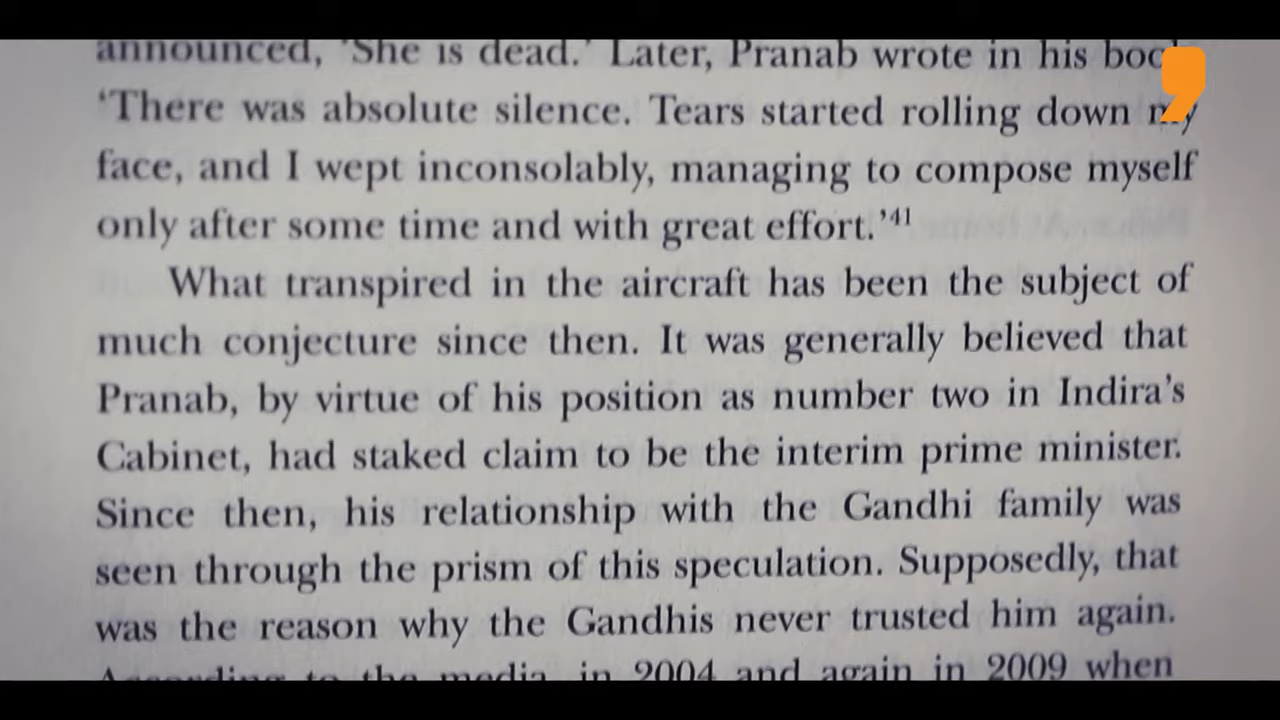 announced, 'She is dead.' Later, Pranab wrote in his
'There was absolute silence. Tears started rolling down my
face, and I wept inconsolably, managing to compose myself
only after some time and with great effort.'41
What transpired in the aircraft has been the subject of
much conjecture since then. It was generally believed that
Pranab, by virtue of his position as number two in Indira's
Cabinet, had staked claim to be the interim prime minister.
Since then, his relationship with the Gandhi family was
seen through the prism of this speculation. Supposedly, that
was the reason why the Gandhis never trusted him again.
According to the media, in 2004 and again in 2009 when